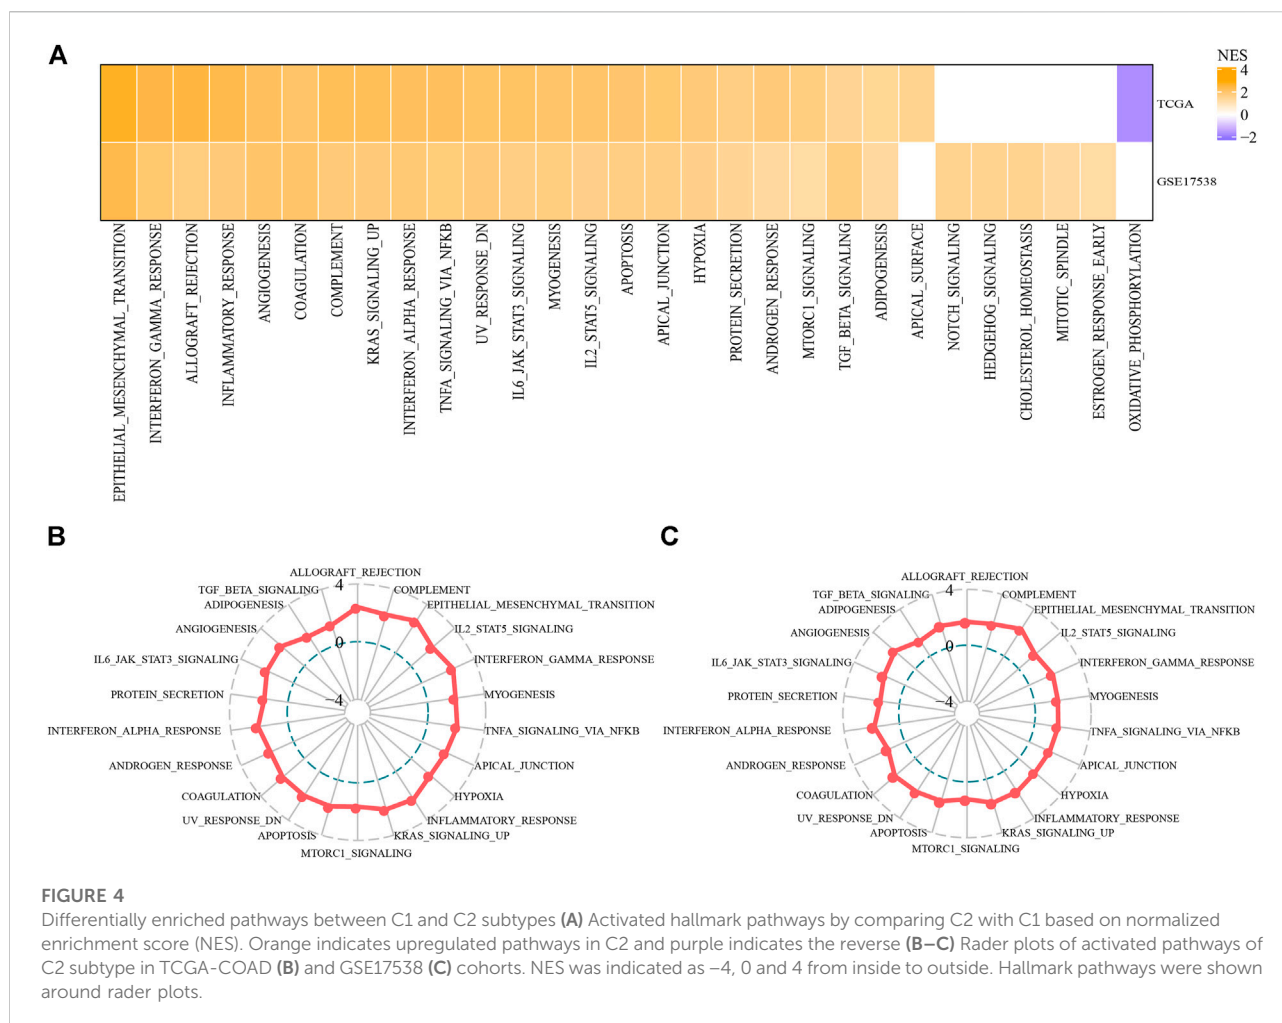 A
NES
4
2
0
−2
TCGA
GSE17538
EPITHELIAL_MESENCHYMAL_TRANSITION
INTERFERON_GAMMA_RESPONSE
ALLOGRAFT_REJECTION
INFLAMMATORY_RESPONSE
ANGIOGENESIS
COAGULATION
COMPLEMENT
KRAS_SIGNALING_UP
INTERFERON_ALPHA_RESPONSE
TNFA_SIGNALING_VIA_NFKB
UV_RESPONSE_DN
IL6_JAK_STAT3_SIGNALING
MYOGENESIS
IL2_STAT5_SIGNALING
APOPTOSIS
APICAL_JUNCTION
HYPOXIA
PROTEIN_SECRETION
ANDROGEN_RESPONSE
MTORC1_SIGNALING
TGF_BETA_SIGNALING
ADIPOGENESIS
APICAL_SURFACE
NOTCH_SIGNALING
HEDGEHOG_SIGNALING
CHOLESTEROL_HOMEOSTASIS
MITOTIC_SPINDLE
ESTROGEN_RESPONSE_EARLY
OXIDATIVE_PHOSPHORYLATION
B
ALLOGRAFT_REJECTION
COMPLEMENT
EPITHELIAL_MESENCHYMAL_TRANSITION
IL2_STAT5_SIGNALING
INTERFERON_GAMMA_RESPONSE
MYOGENESIS
TNFA_SIGNALING_VIA_NFKB
APICAL_JUNCTION
HYPOXIA
INFLAMMATORY_RESPONSE
KRAS_SIGNALING_UP
MTORC1_SIGNALING
APOPTOSIS
UV_RESPONSE_DN
COAGULATION
ANDROGEN_RESPONSE
INTERFERON_ALPHA_RESPONSE
PROTEIN_SECRETION
IL6_JAK_STAT3_SIGNALING
ANGIOGENESIS
ADIPOGENESIS
TGF_BETA_SIGNALING
4
0
−4
C
ALLOGRAFT_REJECTION
COMPLEMENT
EPITHELIAL_MESENCHYMAL_TRANSITION
IL2_STAT5_SIGNALING
INTERFERON_GAMMA_RESPONSE
MYOGENESIS
TNFA_SIGNALING_VIA_NFKB
APICAL_JUNCTION
HYPOXIA
INFLAMMATORY_RESPONSE
KRAS_SIGNALING_UP
MTORC1_SIGNALING
APOPTOSIS
UV_RESPONSE_DN
COAGULATION
ANDROGEN_RESPONSE
INTERFERON_ALPHA_RESPONSE
PROTEIN_SECRETION
IL6_JAK_STAT3_SIGNALING
ANGIOGENESIS
ADIPOGENESIS
TGF_BETA_SIGNALING
4
0
−4
FIGURE 4
Differentially enriched pathways between C1 and C2 subtypes (A) Activated hallmark pathways by comparing C2 with C1 based on normalized
enrichment score (NES). Orange indicates upregulated pathways in C2 and purple indicates the reverse (B–C) Rader plots of activated pathways of
C2 subtype in TCGA-COAD (B) and GSE17538 (C) cohorts. NES was indicated as −4, 0 and 4 from inside to outside. Hallmark pathways were shown
around rader plots.